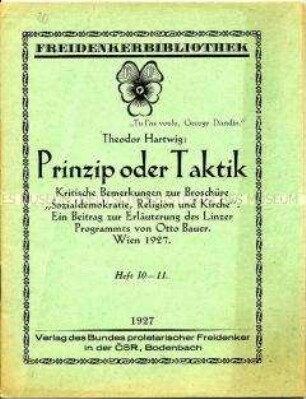 FREIDENKERBIBLIOTHEK
„Tu l'as voulu, George Dandin."
Theodor Hartwig:
Prinzip oder Taktik
Kritische Bemerkungen zur Broschüre
„Sozialdemokratie, Religion und Kirche".
Ein Beitrag zur Erläuterung des Linzer
Programmts von Otto Bauer.
Wien 1927.
Heft 10–11.
1927
Verlag des Bundes proletarischer Freidenker
in der ČSR, Bodenbach